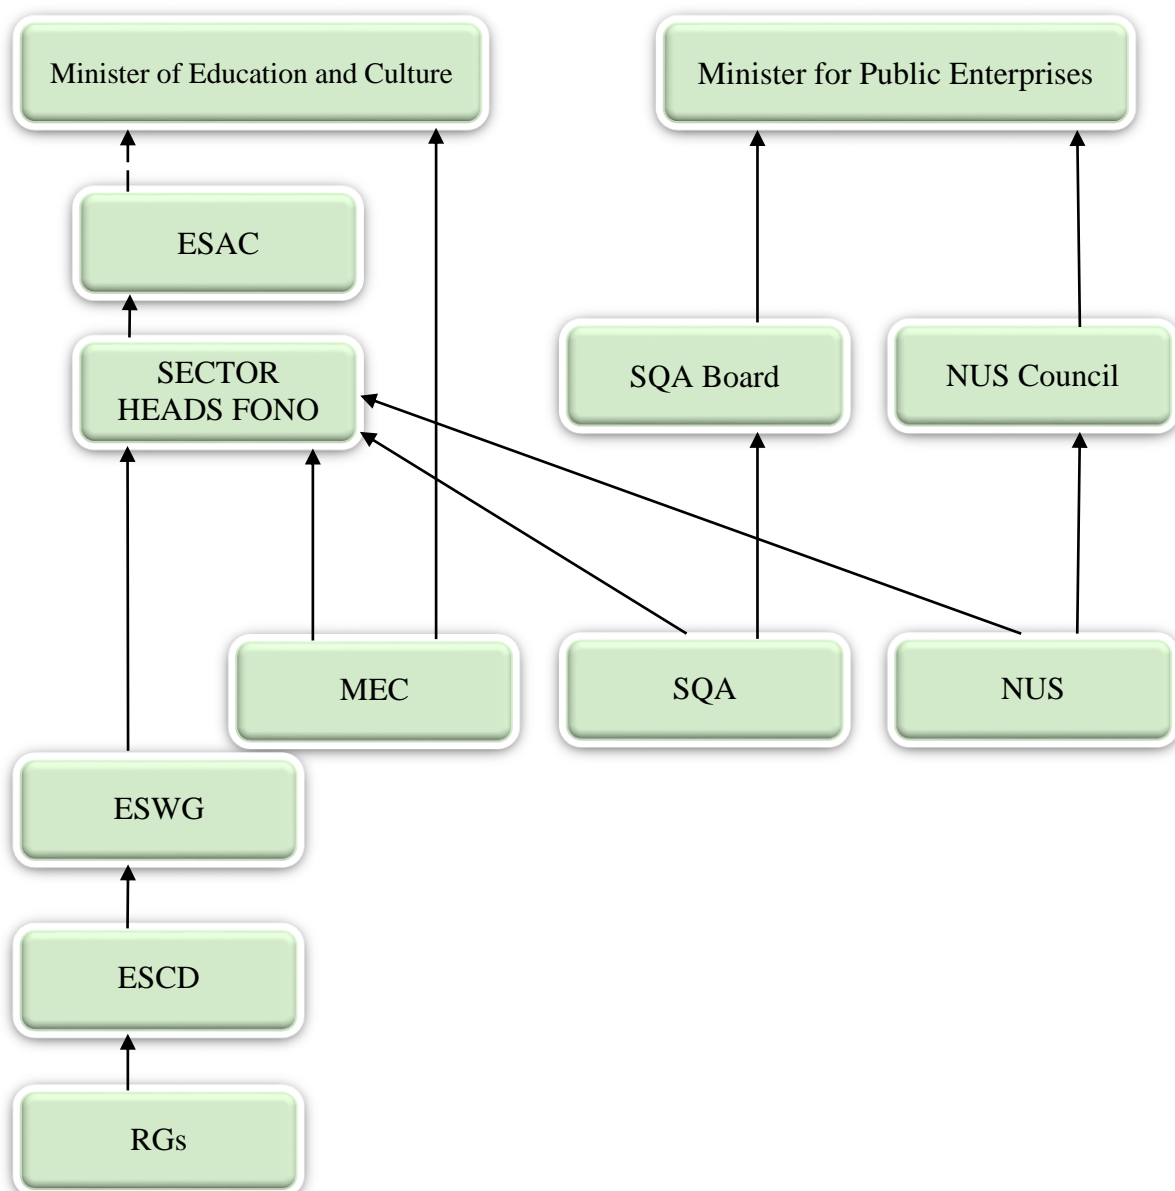 Minister of Education and Culture
Minister for Public Enterprises
ESAC
SECTOR
HEADS FONO
SQA Board
NUS Council
MEC
SQA
NUS
ESWG
ESCD
RGs